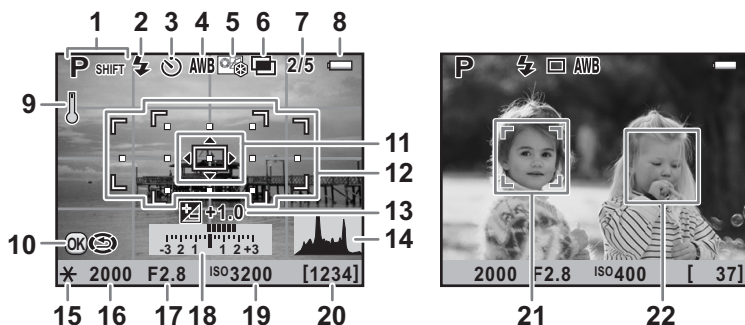 1 2 3 4 5 6 7 8
P SHIFT AWB 2/5
9
11
12
+1.0 13
14
10 OK
-3 2 1 1 2 +3
2000 F2.8 ISO3200 [1234]
15 16 17 18 19 20
P AWB
2000 F2.8 ISO400 [ 37]
21 22